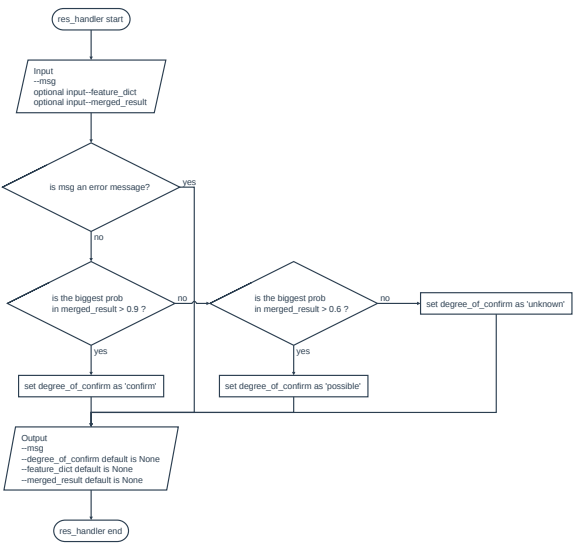 res_handler start
Input
--msg
optional input--feature_dict
optional input--merged_result
is msg an error message?
yes
no
is the biggest prob
in merged_result > 0.9 ?
no
is the biggest prob
in merged_result > 0.6 ?
no
set degree_of_confirm as 'unknown'
yes
yes
set degree_of_confirm as 'confirm'
set degree_of_confirm as 'possible'
Output
--msg
--degree_of_confirm default is None
--feature_dict default is None
--merged_result default is None
res_handler end